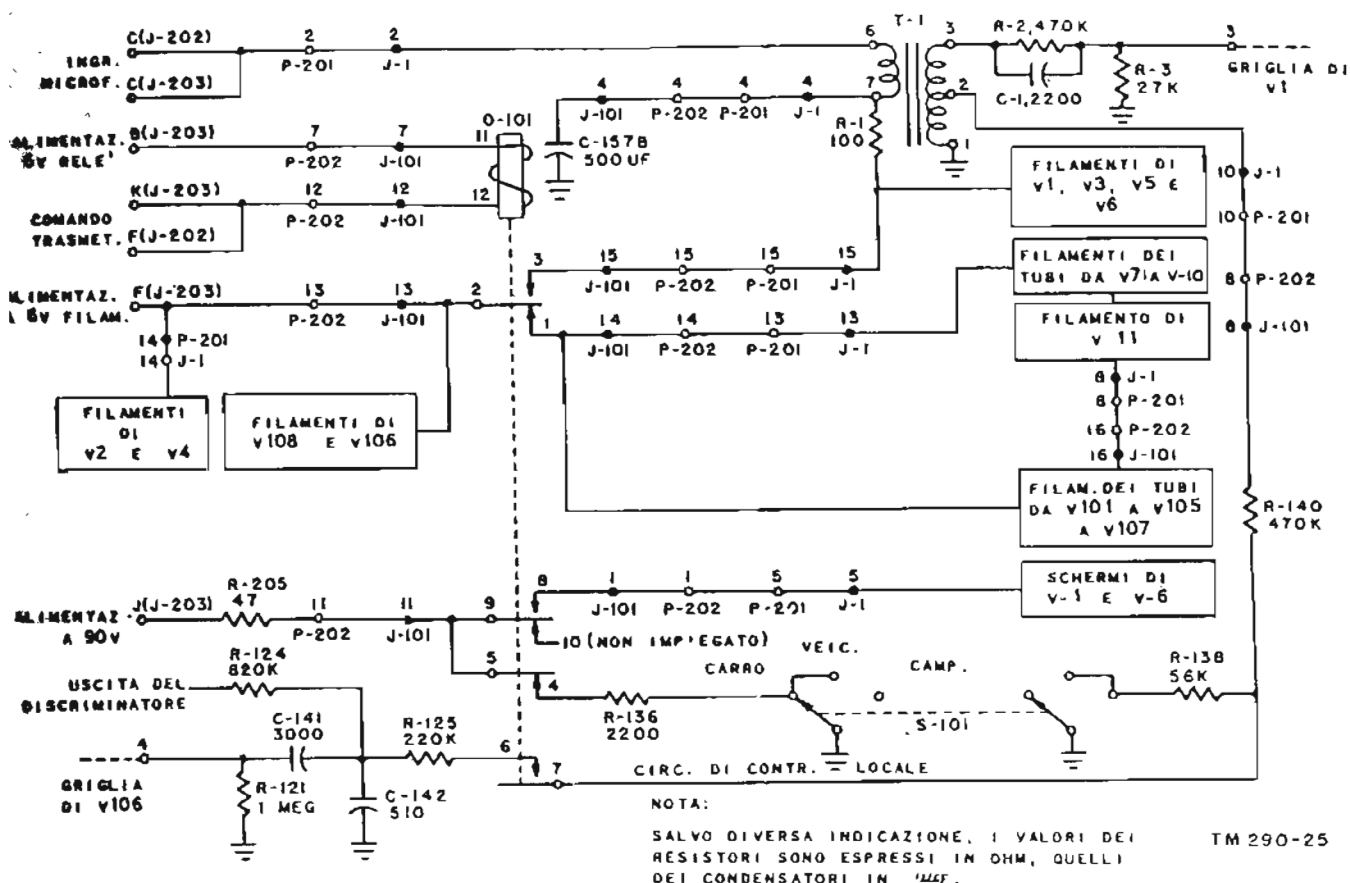 C(J-202)
2
2
6
T-1
3
R-2,470K
3
INGR.
MICROF.
P-201
J-1
GRIGLIA DI
V1
C(J-203)
4
4
4
4
7
2
C-1,2200
R-3
27K
J-101
P-202
P-201
J-1
B(J-203)
7
7
O-101
11
C-157B
500 UF
R-1
100
1
ALIMENTAZ.
6V RELE'
P-202
J-101
FILAMENTI DI
V1, V3, V5 E
V6
10 J-1
10 P-201
K(J-203)
12
12
12
COMANDO
TRASMET.
P-202
J-101
F(J-202)
3
15
15
15
15
J-101
P-202
P-201
J-1
FILAMENTI DEI
TUBI DA V71A V-10
8 P-202
F(J-203)
13
13
2
A 6V FILAM.
P-202
J-101
1
14
14
13
13
J-101
P-202
P-201
J-1
FILAMENTO DI
V 11
8 J-101
14 P-201
14 J-1
8 J-1
8 P-201
16 P-202
16 J-101
FILAMENTI
DI
V2 E V4
FILAMENTI DI
V108 E V106
FILAM. DEI TUBI
DA V101 A V105
A V107
R-140
470K
ALIMENTAZ.
A 90V
J(J-203)
R-205
47
11
11
9
P-202
J-101
8
1
1
5
5
J-101
P-202
P-201
J-1
SCHERMI DI
V-1 E V-6
10 (NON IMPIEGATO)
5
4
R-136
2200
CARRO
VEIC.
CAMP.
S-101
R-138
56K
R-124
820K
USCITA DEL
DISCRIMINATORE
C-141
3000
R-125
220K
6
7
4
GRIGLIA
DI V106
R-121
1 MEG
C-142
510
CIRC. DI CONTR. LOCALE
NOTA:
SALVO DIVERSA INDICAZIONE, I VALORI DEI
RESISTORI SONO ESPRESSI IN OHM, QUELLI
DEI CONDENSATORI IN
TM 290-25